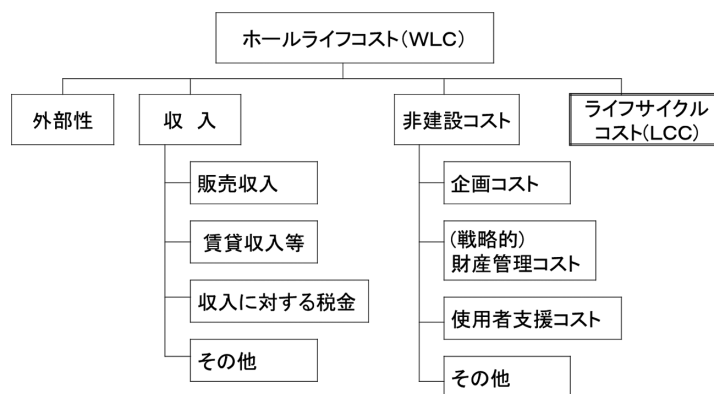 ホールライフコスト(WLC)
外部性
収 入
非建設コスト
ライフサイクル
コスト(LCC)
販売収入
賃貸収入等
収入に対する税金
その他
企画コスト
(戦略的)
財産管理コスト
使用者支援コスト
その他